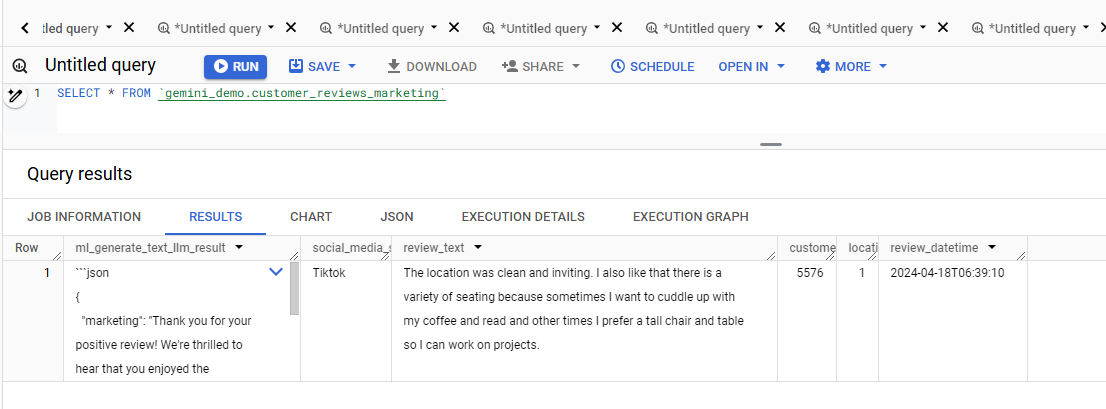 tled query *Untitled query *Untitled query *Untitled query *Untitled query *Untitled query *Untitled query
Untitled query RUN SAVE DOWNLOAD SHARE SCHEDULE OPEN IN MORE
1 SELECT * FROM `gemini_demo.customer_reviews_marketing`
Query results
JOB INFORMATION RESULTS CHART JSON EXECUTION DETAILS EXECUTION GRAPH
Row ml_generate_text_llm_result social_media_s review_text custome locati review_datetime
1 ```json Tiktok The location was clean and inviting. I also like that there is a 5576 1 2024-04-18T06:39:10
{ variety of seating because sometimes I want to cuddle up with
"marketing": "Thank you for your my coffee and read and other times I prefer a tall chair and table
positive review! We're thrilled to so I can work on projects.
hear that you enjoyed the